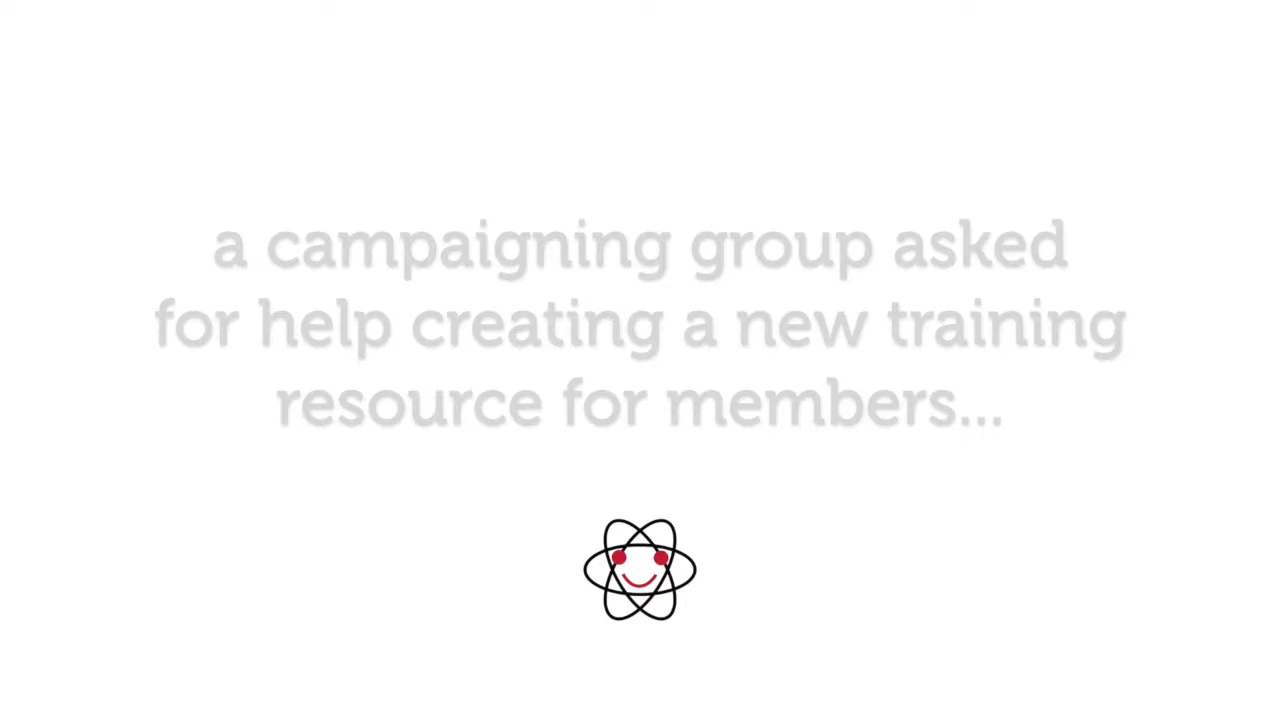 a campaigning group asked
for help creating a new training
resource for members...